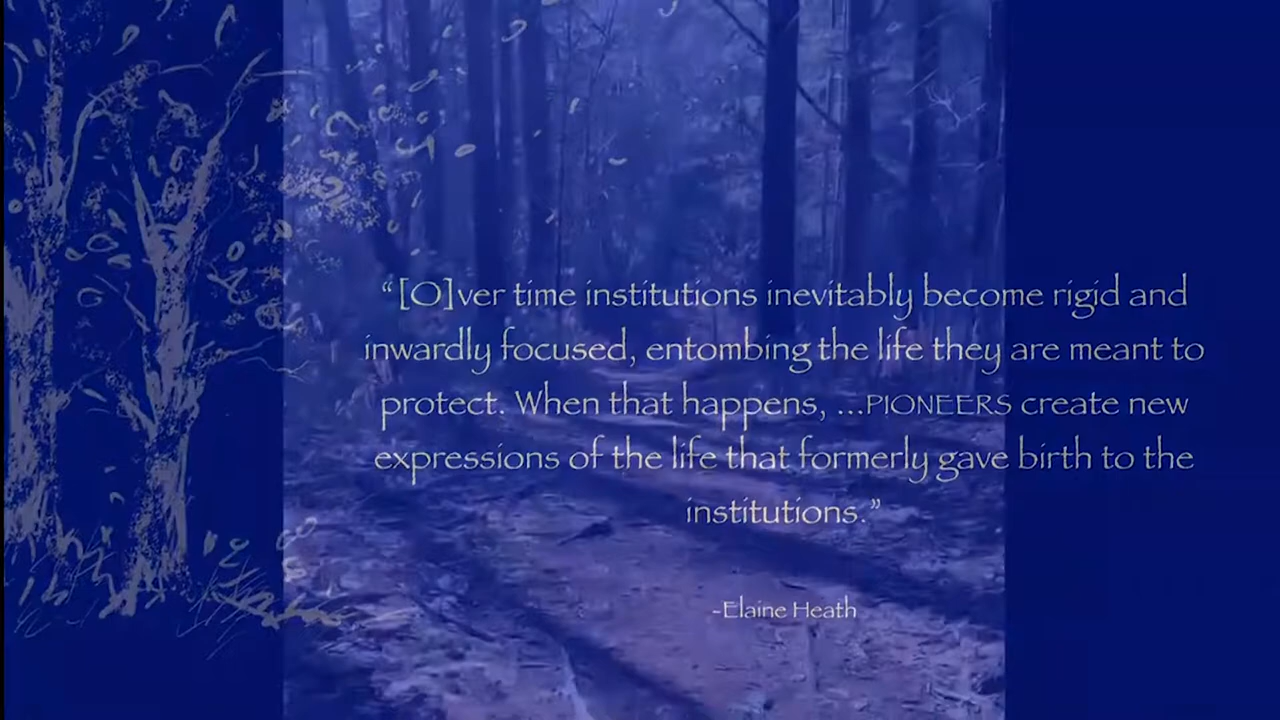 “[O]ver time institutions inevitably become rigid and
inwardly focused, entombing the life they are meant to
protect. When that happens, ...PIONEERS create new
expressions of the life that formerly gave birth to the
institutions.”
-Elaine Heath